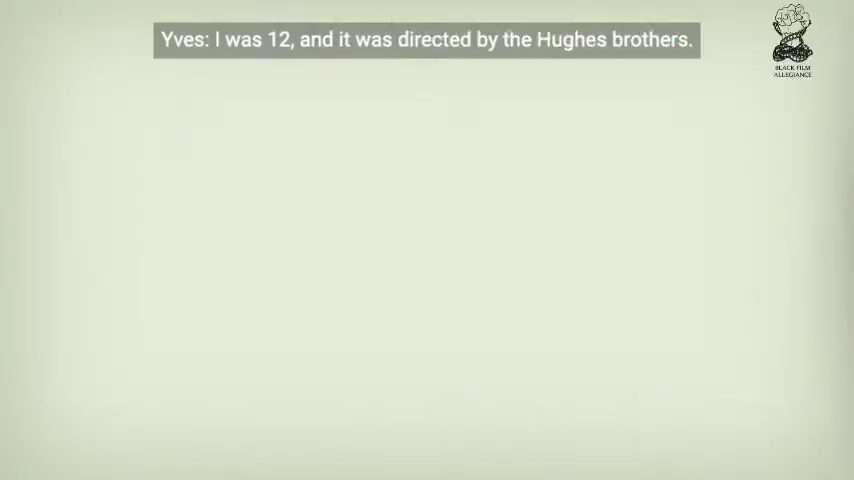 Yves: I was 12, and it was directed by the Hughes brothers.
BLACK FILM
ALLEGIANCE